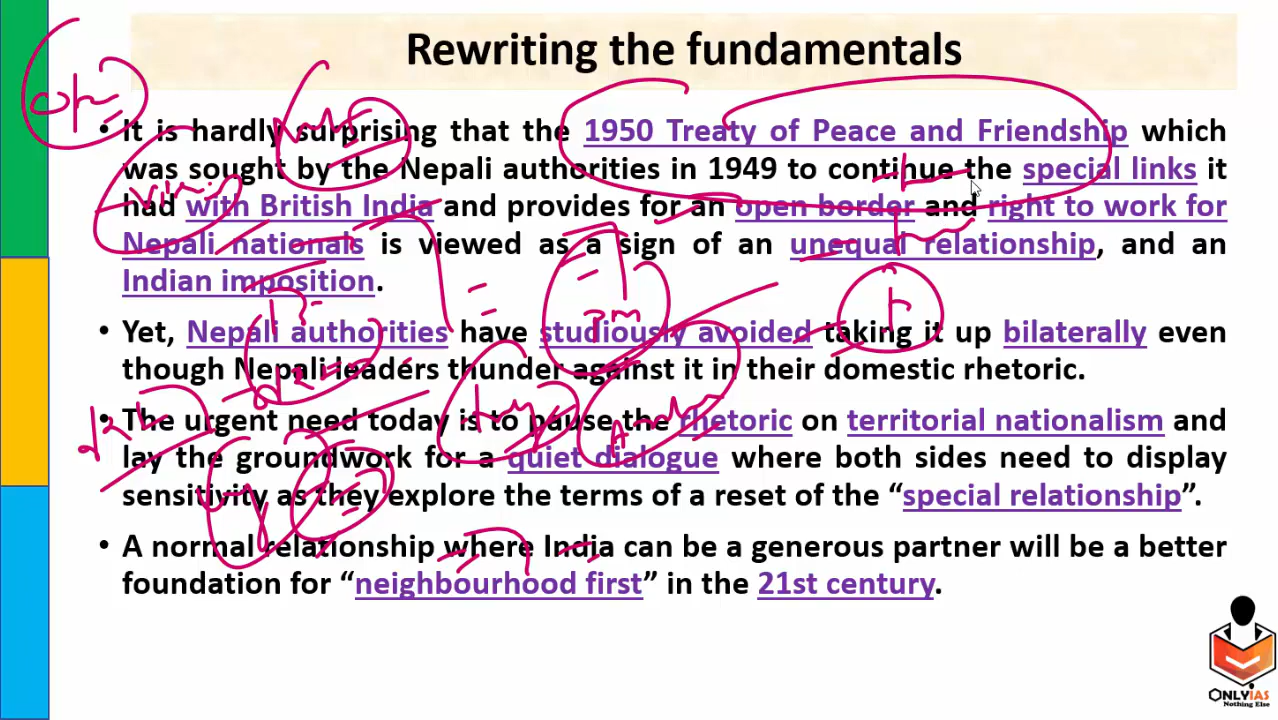 Rewriting the fundamentals
• It is hardly surprising that the 1950 Treaty of Peace and Friendship which
was sought by the Nepali authorities in 1949 to continue the special links it
had with British India and provides for an open border and right to work for
Nepali nationals is viewed as a sign of an unequal relationship, and an
Indian imposition.
• Yet, Nepali authorities have studiously avoided taking it up bilaterally even
though Nepali leaders thunder against it in their domestic rhetoric.
• The urgent need today is to pause the rhetoric on territorial nationalism and
lay the groundwork for a quiet dialogue where both sides need to display
sensitivity as they explore the terms of a reset of the “special relationship”.
• A normal relationship where India can be a generous partner will be a better
foundation for “neighbourhood first” in the 21st century.
ONLYIAS
Nothing Else